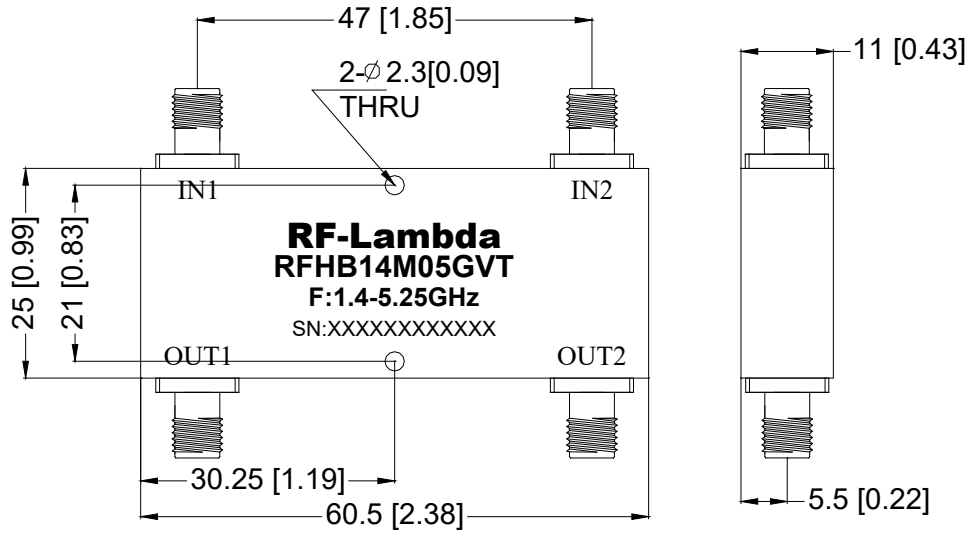 47 [1.85]
11 [0.43]
2-⌀ 2.3[0.09]
THRU
IN1
IN2
25 [0.99]
21 [0.83]
RF-Lambda
RFHB14M05GVT
F:1.4-5.25GHz
SN:XXXXXXXXXXXX
OUT1
OUT2
30.25 [1.19]
60.5 [2.38]
5.5 [0.22]